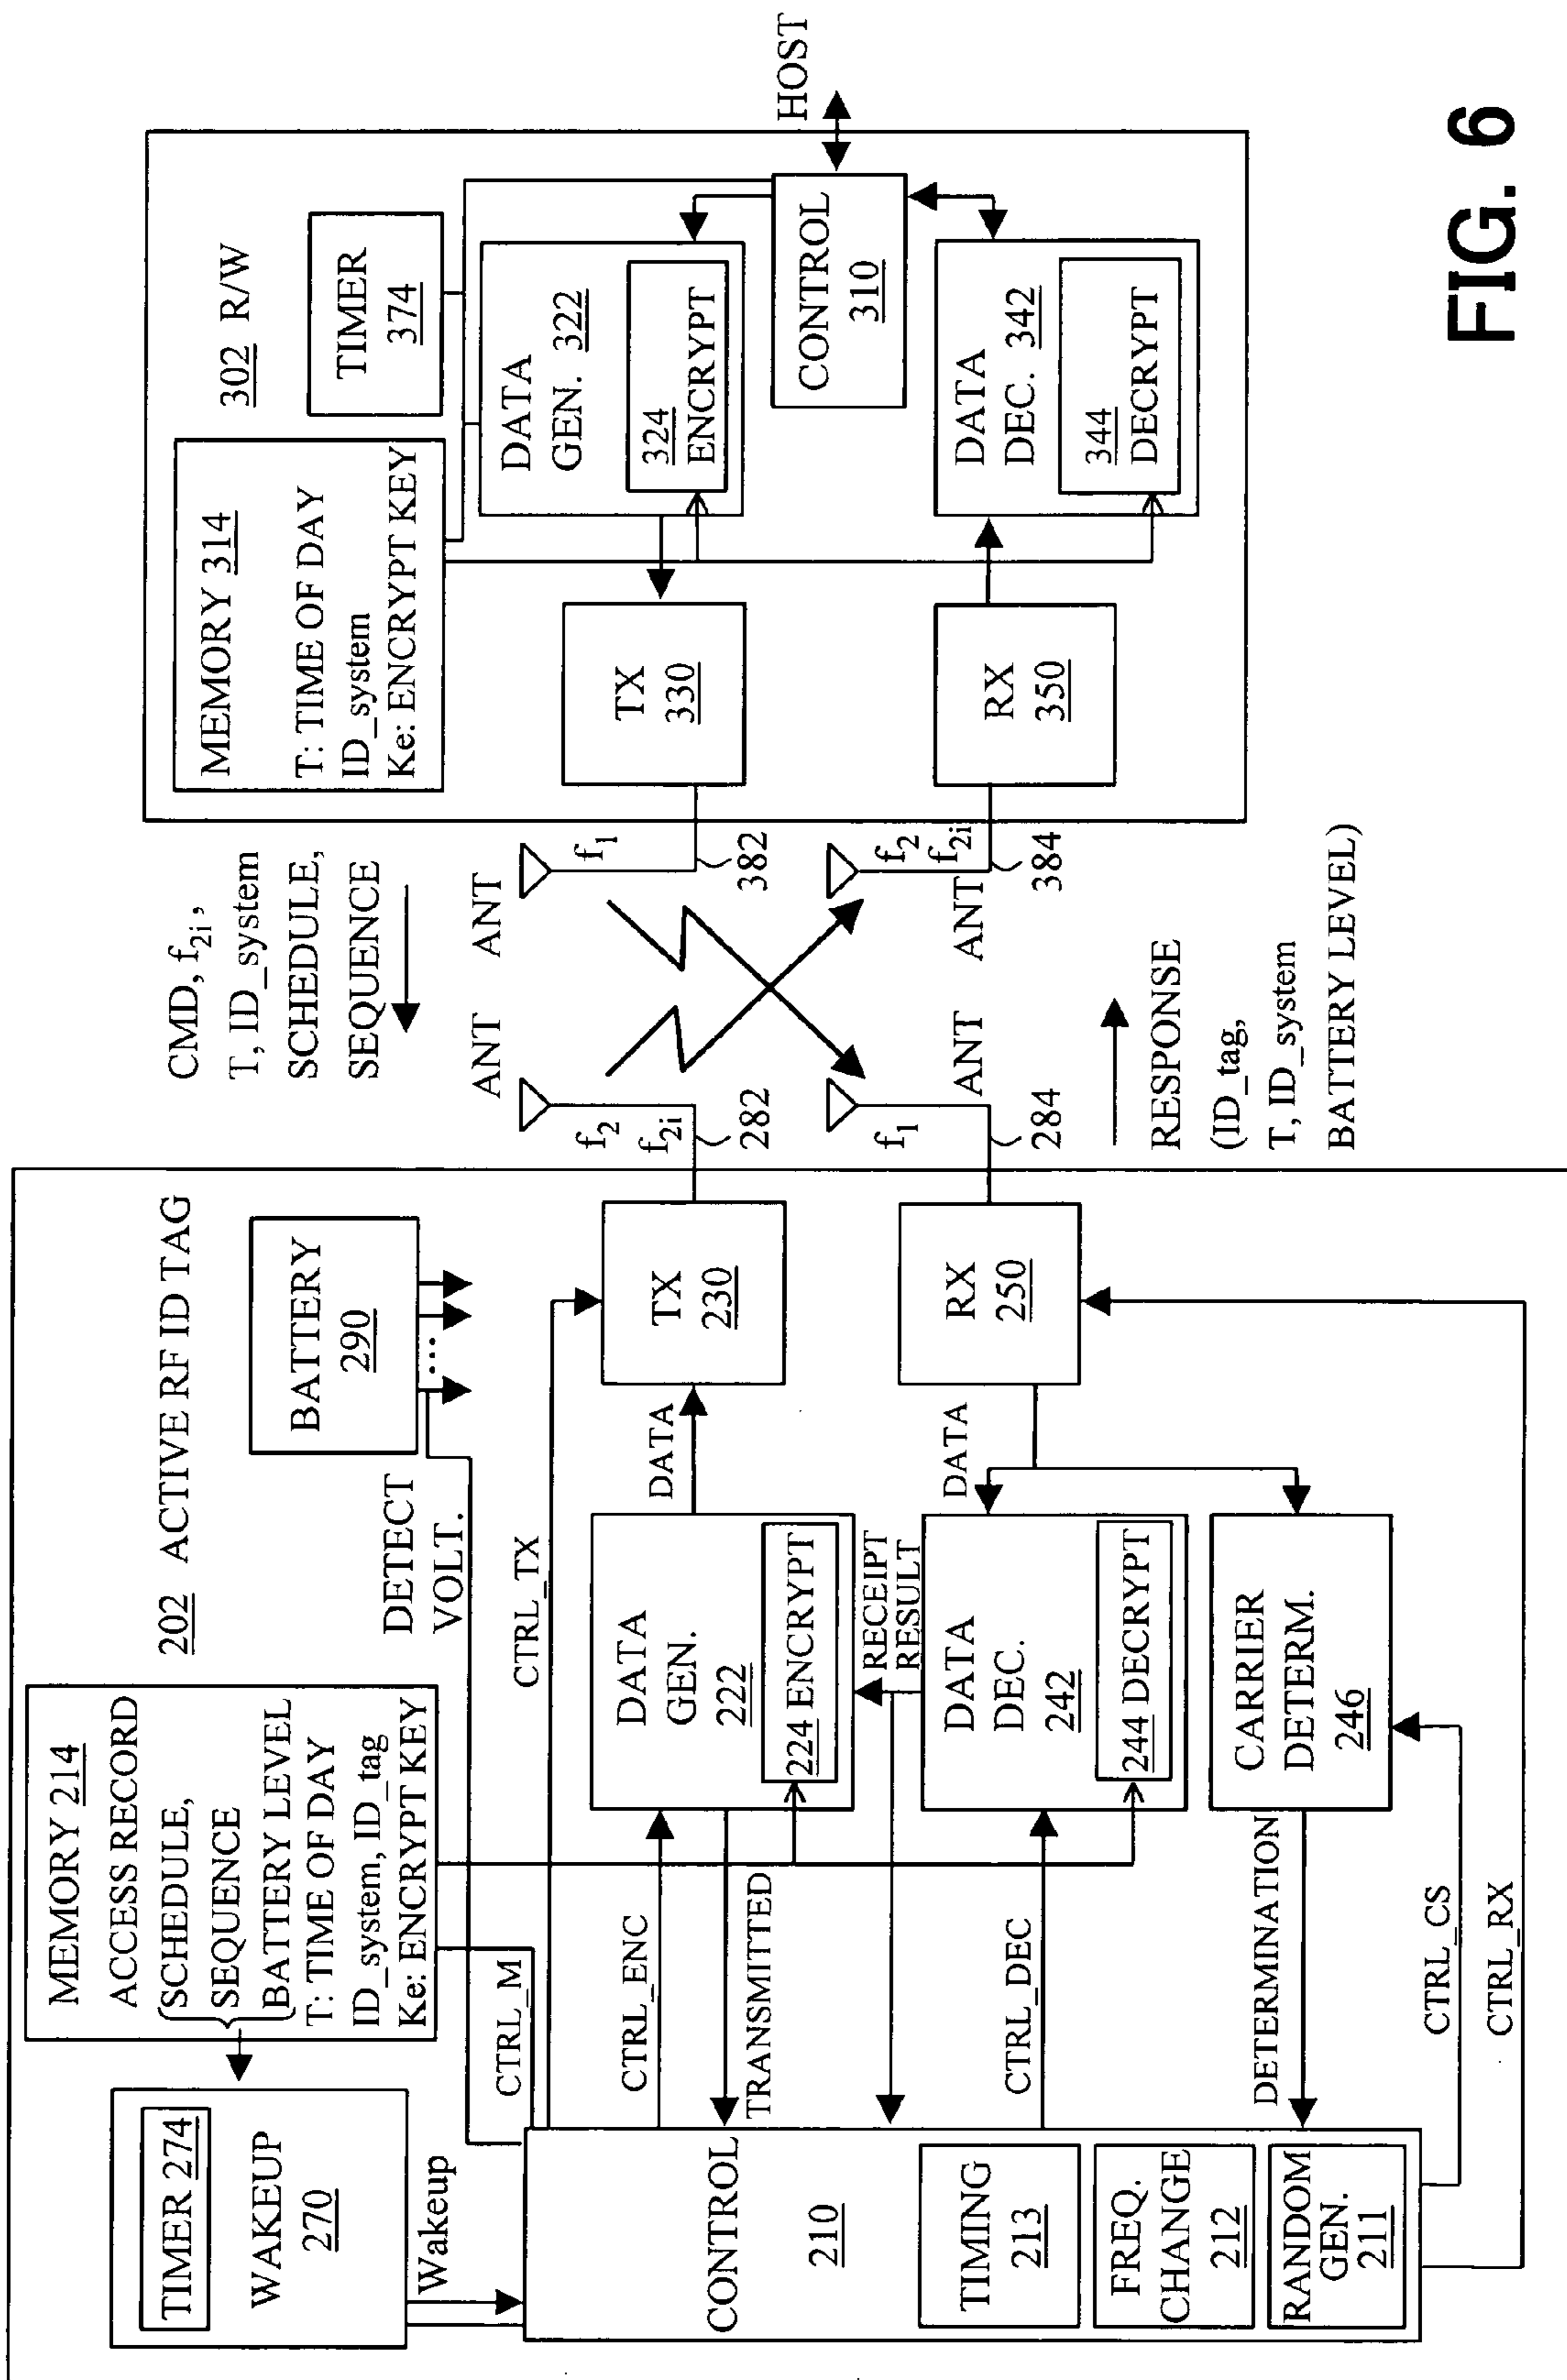 202 ACTIVE RF ID TAG
TIMER 274
WAKEUP
270
Wakeup
MEMORY 214
ACCESS RECORD
SCHEDULE,
SEQUENCE
BATTERY LEVEL
T: TIME OF DAY
ID_system, ID_tag
Ke: ENCRYPT KEY
BATTERY
290
...
DETECT
VOLT.
CTRL_M
CTRL_TX
CTRL_ENC
TRANSMITTED
CTRL_DEC
DETERMINATION
CTRL_CS
CTRL_RX
CONTROL
210
TIMING
213
FREQ.
CHANGE 212
RANDOM
GEN.
211
DATA
GEN.
222
224 ENCRYPT
RECEIPT
RESULT
DATA
DEC.
242
244 DECRYPT
CARRIER
DETERM.
246
DATA
DATA
TX
230
RX
250
CMD, f2i,
T, ID_system
SCHEDULE,
SEQUENCE
ANT
ANT
f2
f2i
282
f1
382
f1
284
f2
f2i
384
ANT
ANT
RESPONSE
(ID_tag,
T, ID_system
BATTERY LEVEL)
302 R/W
MEMORY 314
T: TIME OF DAY
ID_system
Ke: ENCRYPT KEY
TIMER
374
TX
330
RX
350
DATA
GEN. 322
324
ENCRYPT
CONTROL
310
HOST
DATA
DEC. 342
344
DECRYPT
FIG. 6